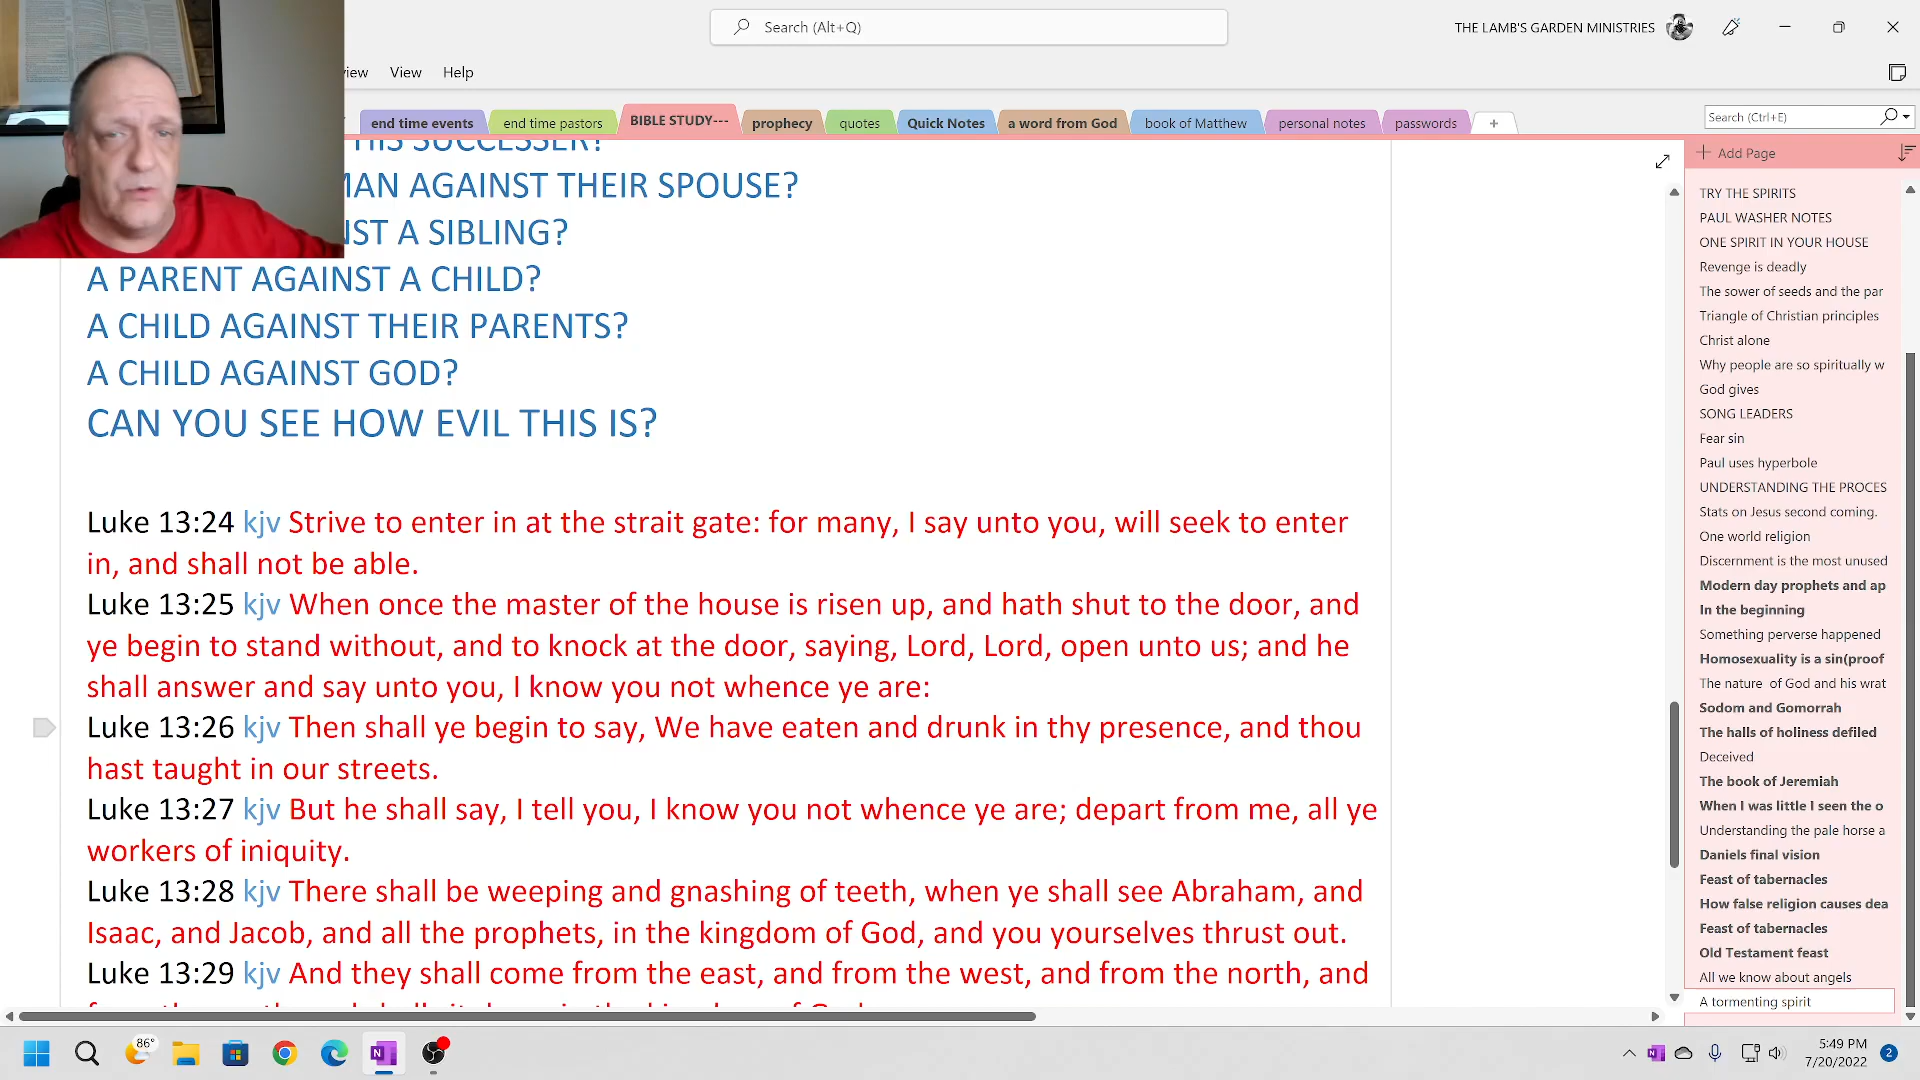 Search (Alt+Q)
THE LAMB'S GARDEN MINISTRIES
View
Help
end time events
end time pastors
BIBLE STUDY---
prophecy
quotes
Quick Notes
a word from God
book of Matthew
personal notes
passwords
Search (Ctrl+E)
HIS SUCCESSER?
MAN AGAINST THEIR SPOUSE?
A SIBLING?
A PARENT AGAINST A CHILD?
A CHILD AGAINST THEIR PARENTS?
A CHILD AGAINST GOD?
CAN YOU SEE HOW EVIL THIS IS?
Luke 13:24 kjv Strive to enter in at the strait gate: for many, I say unto you, will seek to enter
in, and shall not be able.
Luke 13:25 kjv When once the master of the house is risen up, and hath shut to the door, and
ye begin to stand without, and to knock at the door, saying, Lord, Lord, open unto us; and he
shall answer and say unto you, I know you not whence ye are:
Luke 13:26 kjv Then shall ye begin to say, We have eaten and drunk in thy presence, and thou
hast taught in our streets.
Luke 13:27 kjv But he shall say, I tell you, I know you not whence ye are; depart from me, all ye
workers of iniquity.
Luke 13:28 kjv There shall be weeping and gnashing of teeth, when ye shall see Abraham, and
Isaac, and Jacob, and all the prophets, in the kingdom of God, and you yourselves thrust out.
Luke 13:29 kjv And they shall come from the east, and from the west, and from the north, and
Add Page
TRY THE SPIRITS
PAUL WASHER NOTES
ONE SPIRIT IN YOUR HOUSE
Revenge is deadly
The sower of seeds and the par
Triangle of Christian principles
Christ alone
Why people are so spiritually w
God gives
SONG LEADERS
Fear sin
Paul uses hyperbole
UNDERSTANDING THE PROCES
Stats on Jesus second coming.
One world religion
Discernment is the most unused
Modern day prophets and ap
In the beginning
Something perverse happened
Homosexuality is a sin(proof
The nature of God and his wrat
Sodom and Gomorrah
The halls of holiness defiled
Deceived
The book of Jeremiah
When I was little I seen the o
Understanding the pale horse a
Daniels final vision
Feast of tabernacles
How false religion causes dea
Feast of tabernacles
Old Testament feast
All we know about angels
A tormenting spirit
86°
5:49 PM
7/20/2022
2